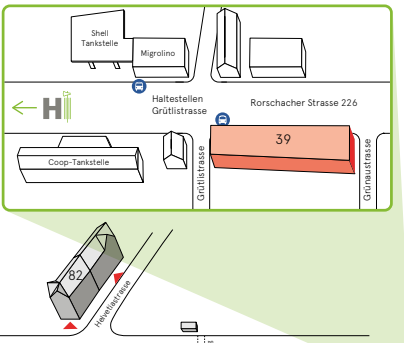 Shell
Tankstelle
Migrolino
H
Haltestellen
Grütlistrasse
Rorschacher Strasse 226
39
Coop-Tankstelle
Grütlistrasse
Grünaustrasse
82
Helvetiastrasse